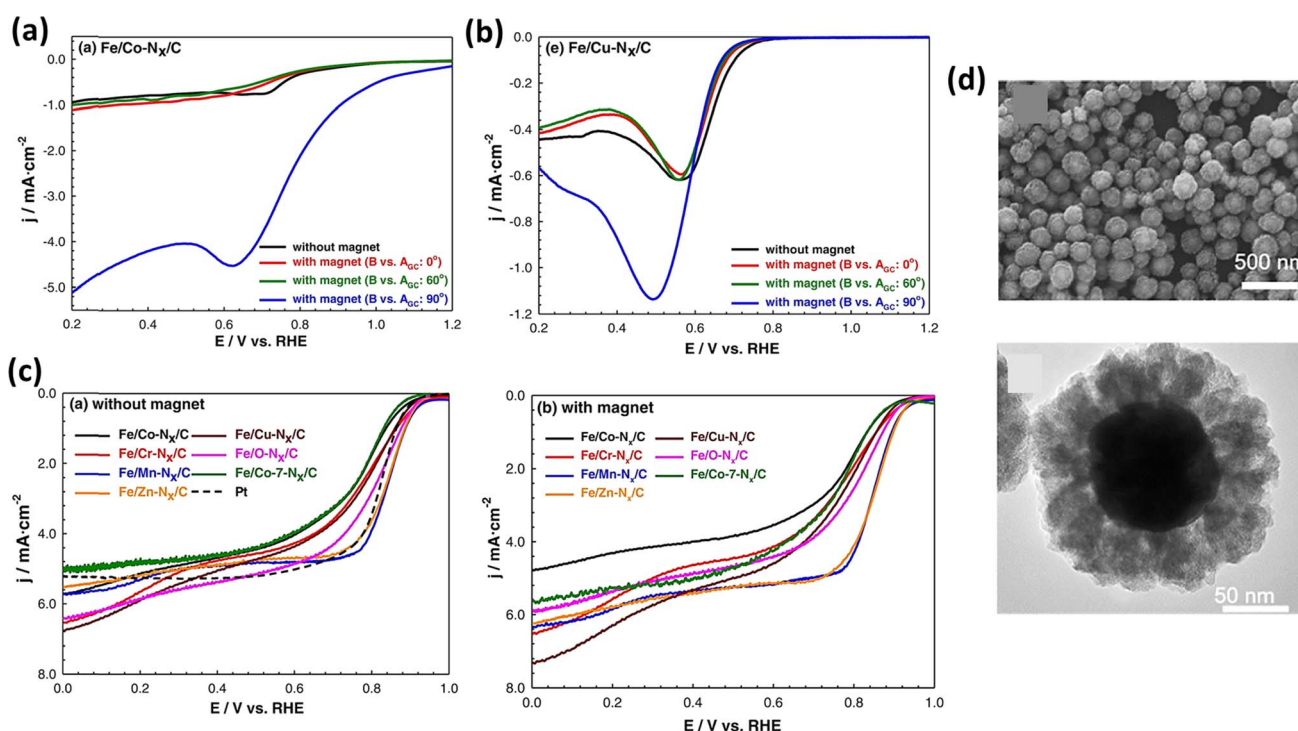 (a)
(a) Fe/Co-NX/C
0.0
-1.0
-2.0
-3.0
-4.0
-5.0
j / mA·cm-2
without magnet
with magnet (B vs. AGC: 0o)
with magnet (B vs. AGC: 60o)
with magnet (B vs. AGC: 90o)
0.2 0.4 0.6 0.8 1.0 1.2
E / V vs. RHE
(b)
(e) Fe/Cu-NX/C
0.0
-0.2
-0.4
-0.6
-0.8
-1.0
-1.2
j / mA·cm-2
without magnet
with magnet (B vs. AGC: 0o)
with magnet (B vs. AGC: 60o)
with magnet (B vs. AGC: 90o)
0.2 0.4 0.6 0.8 1.0 1.2
E / V vs. RHE
(d)
500 nm
50 nm
(c)
(a) without magnet
0.0
2.0
4.0
6.0
8.0
j / mA·cm-2
Fe/Co-NX/C Fe/Cu-NX/C
Fe/Cr-NX/C Fe/O-NX/C
Fe/Mn-NX/C Fe/Co-7-NX/C
Fe/Zn-NX/C Pt
0.0 0.2 0.4 0.6 0.8 1.0
E / V vs. RHE
(b) with magnet
0.0
2.0
4.0
6.0
8.0
j / mA·cm-2
Fe/Co-Nx/C Fe/Cu-Nx/C
Fe/Cr-Nx/C Fe/O-Nx/C
Fe/Mn-Nx/C Fe/Co-7-Nx/C
Fe/Zn-Nx/C
0.0 0.2 0.4 0.6 0.8 1.0
E / V vs. RHE